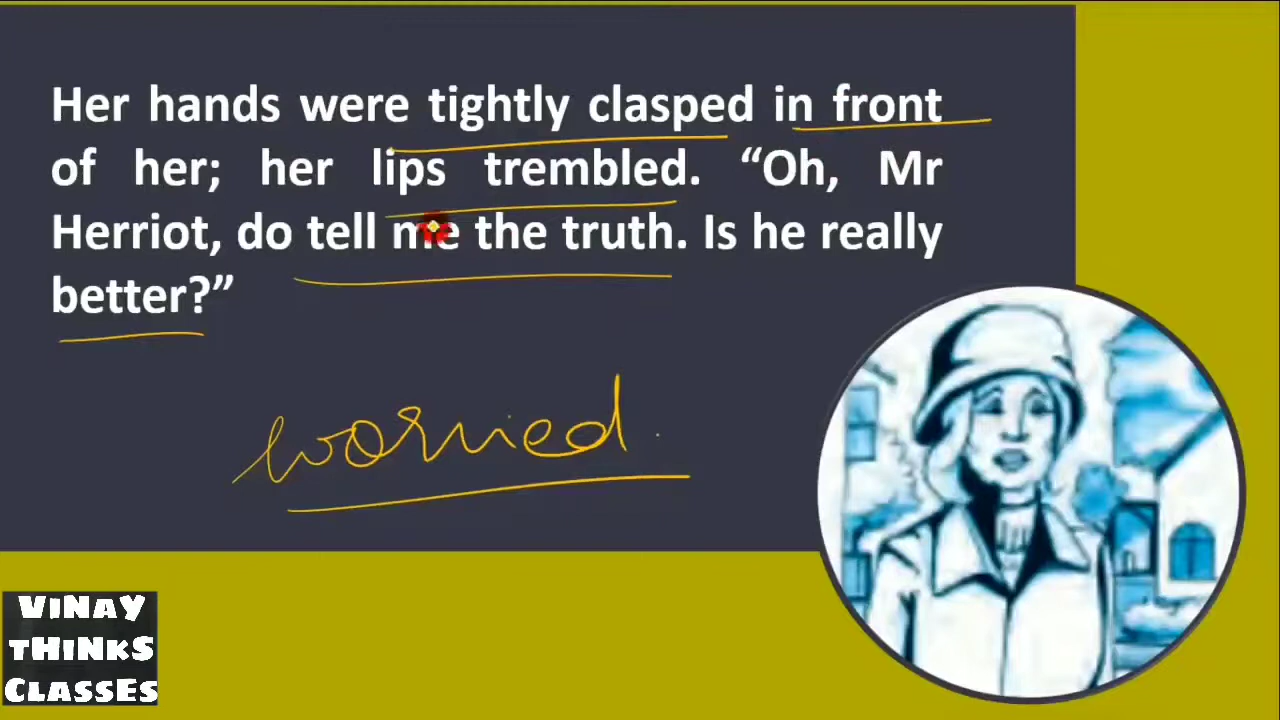 Her hands were tightly clasped in front
of her; her lips trembled. “Oh, Mr
Herriot, do tell me the truth. Is he really
better?”
worried.
ViNAY
THiNKS
CLASSES